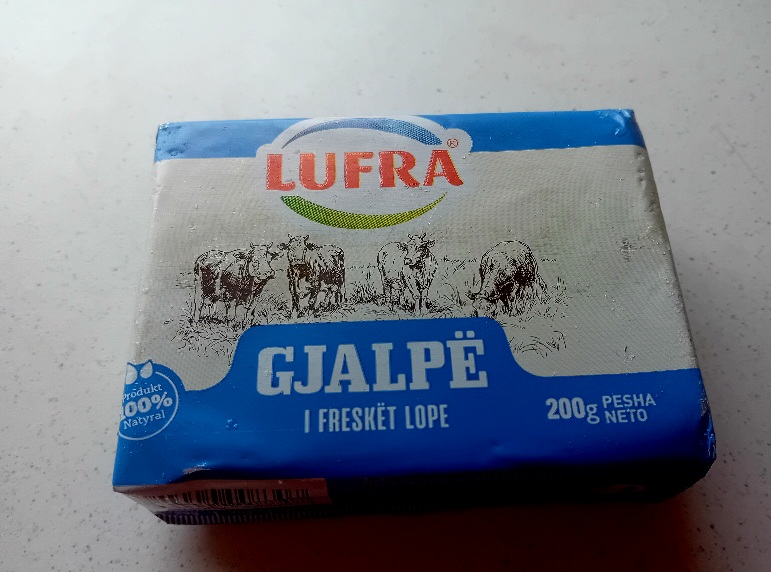 LUFRA®
GJALPË
I FRESKËT LOPE
Produkt
100%
Natyral
200g PESHA
NETO